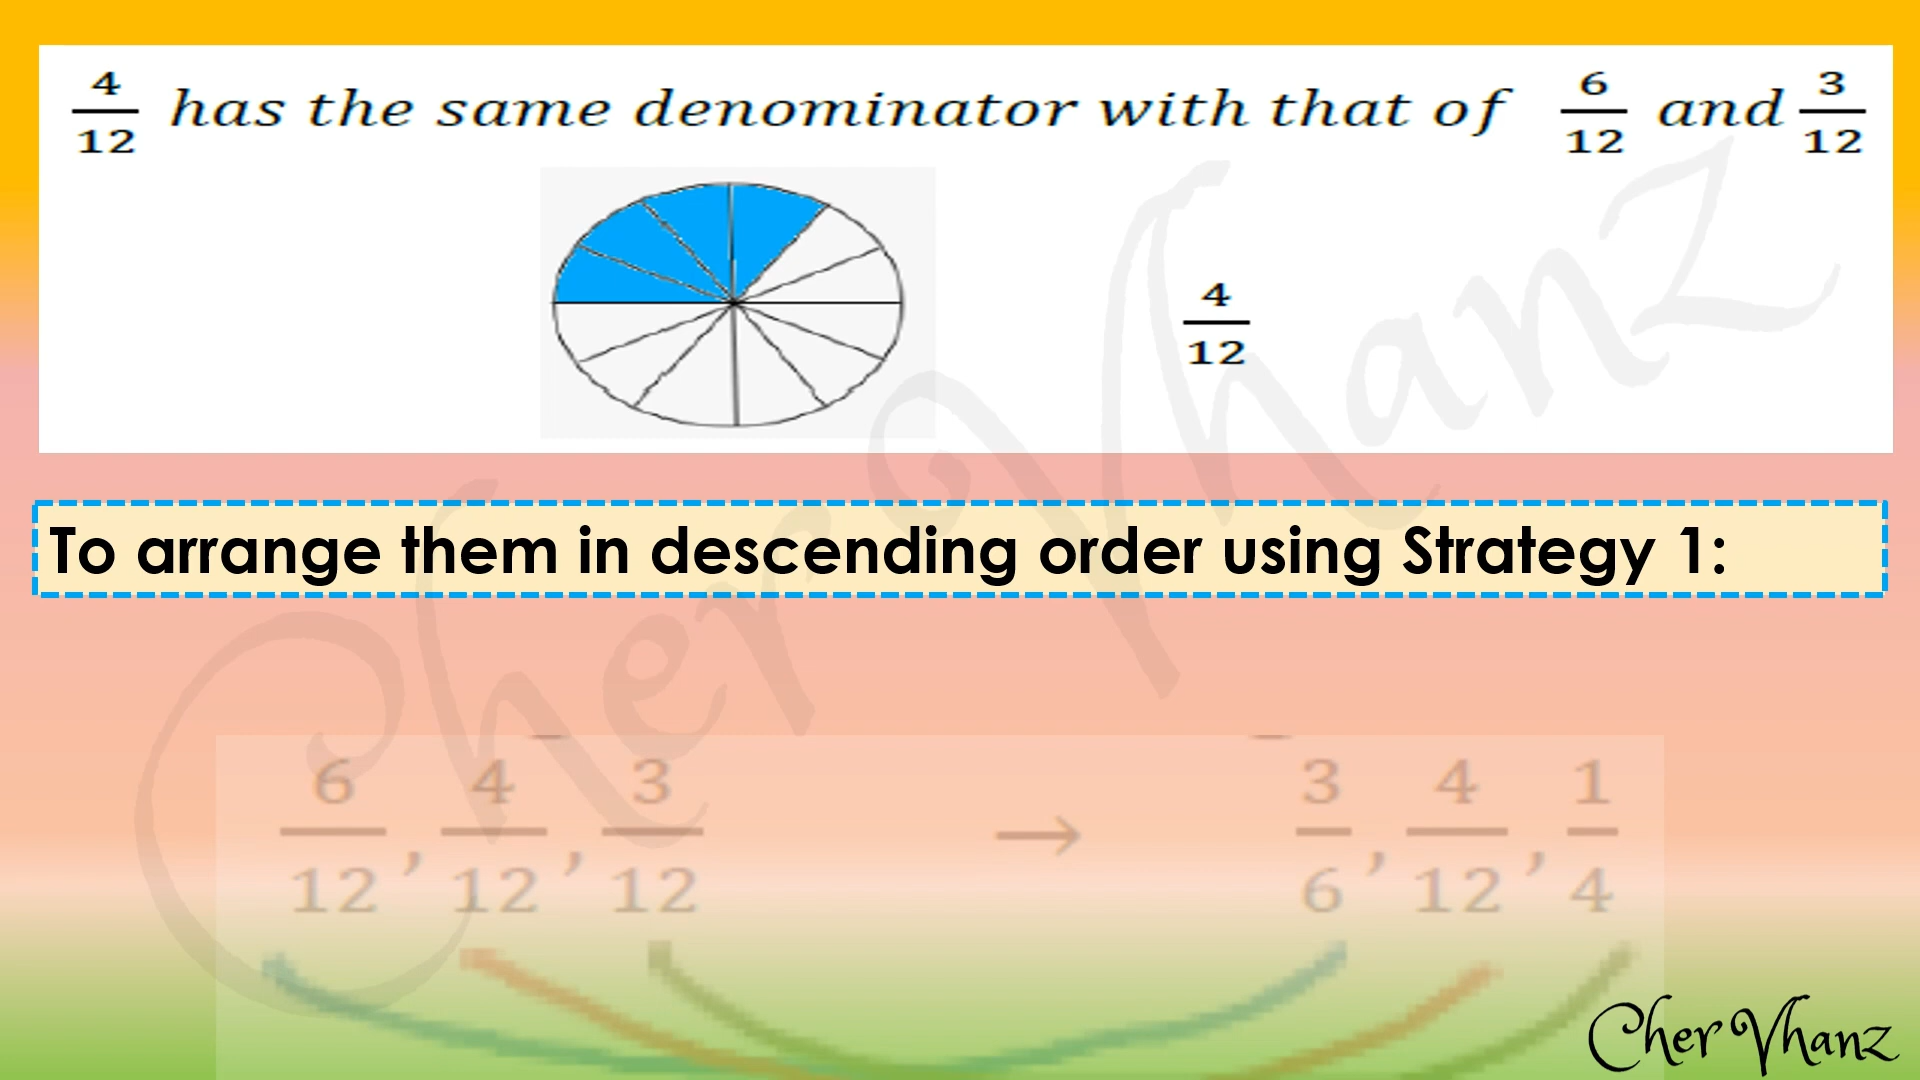 4/12 has the same denominator with that of 6/12 and 3/12
4/12
To arrange them in descending order using Strategy 1:
6/12, 4/12, 3/12 → 3/6, 4/12, 1/4
Cher Vhanz
Cher Vhanz